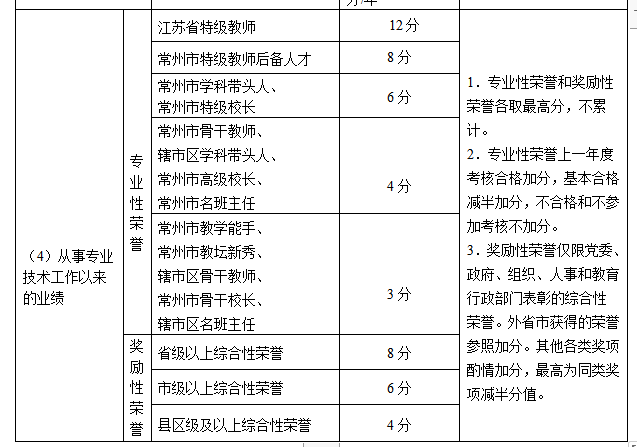 分/年
（4）从事专业
技术工作以来
的业绩
专
业
性
荣
誉
江苏省特级教师
12分
常州市特级教师后备人才
8分
常州市学科带头人、
常州市特级校长
6分
常州市骨干教师、
辖市区学科带头人、
常州市高级校长、
常州市名班主任
4分
常州市教学能手、
常州市教坛新秀、
辖市区骨干教师、
常州市骨干校长、
辖市区名班主任
3分
奖
励
性
荣
誉
省级以上综合性荣誉
8分
市级以上综合性荣誉
6分
县区级及以上综合性荣誉
4分
1．专业性荣誉和奖励性
荣誉各取最高分，不累
计。
2．专业性荣誉上一年度
考核合格加分，基本合格
减半加分，不合格和不参
加考核不加分。
3．奖励性荣誉仅限党委、
政府、组织、人事和教育
行政部门表彰的综合性
荣誉。外省市获得的荣誉
参照加分。其他各类奖项
酌情加分，最高为同类奖
项减半分值。